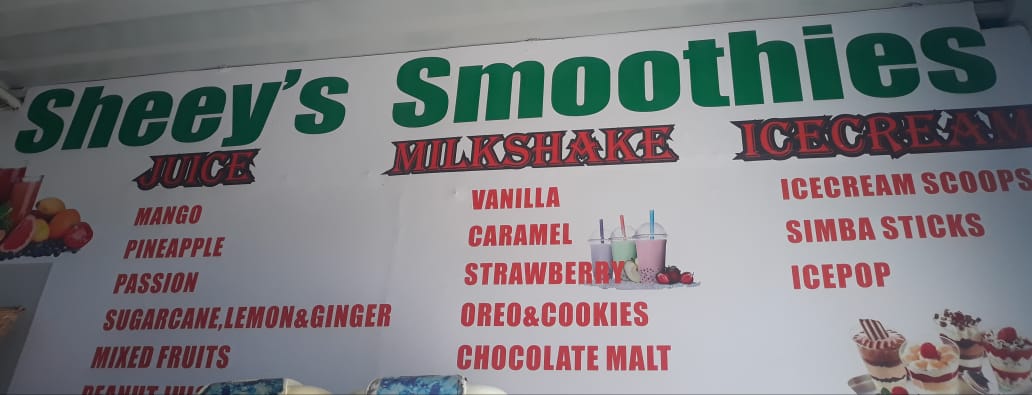 Sheey's Smoothies
JUICE
MANGO
PINEAPPLE
PASSION
SUGARCANE,LEMON&GINGER
MIXED FRUITS
PEANUT
MILKSHAKE
VANILLA
CARAMEL
STRAWBERRY
OREO&COOKIES
CHOCOLATE MALT
ICECREAM
ICECREAM SCOOPS
SIMBA STICKS
ICEPOP